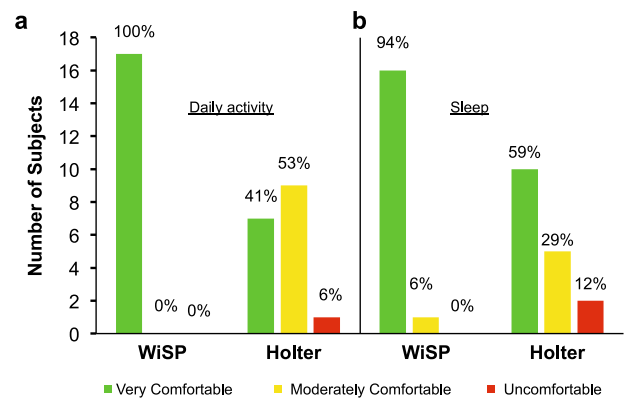 a
b
Number of Subjects
18
16
14
12
10
8
6
4
2
0
Daily activity
100%
0%
0%
41%
53%
6%
WiSP
Holter
Sleep
94%
6%
0%
59%
29%
12%
WiSP
Holter
Very Comfortable
Moderately Comfortable
Uncomfortable